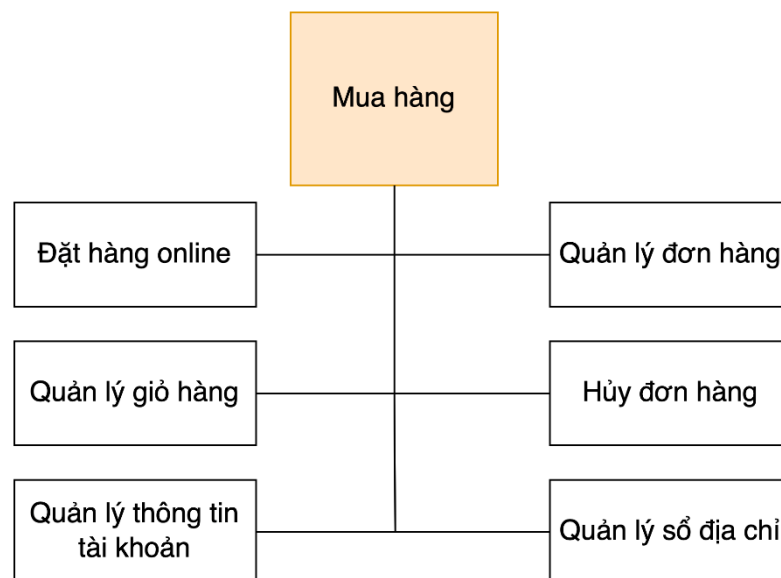 Mua hàng
Đặt hàng online
Quản lý đơn hàng
Quản lý giỏ hàng
Hủy đơn hàng
Quản lý thông tin
tài khoản
Quản lý sổ địa chỉ